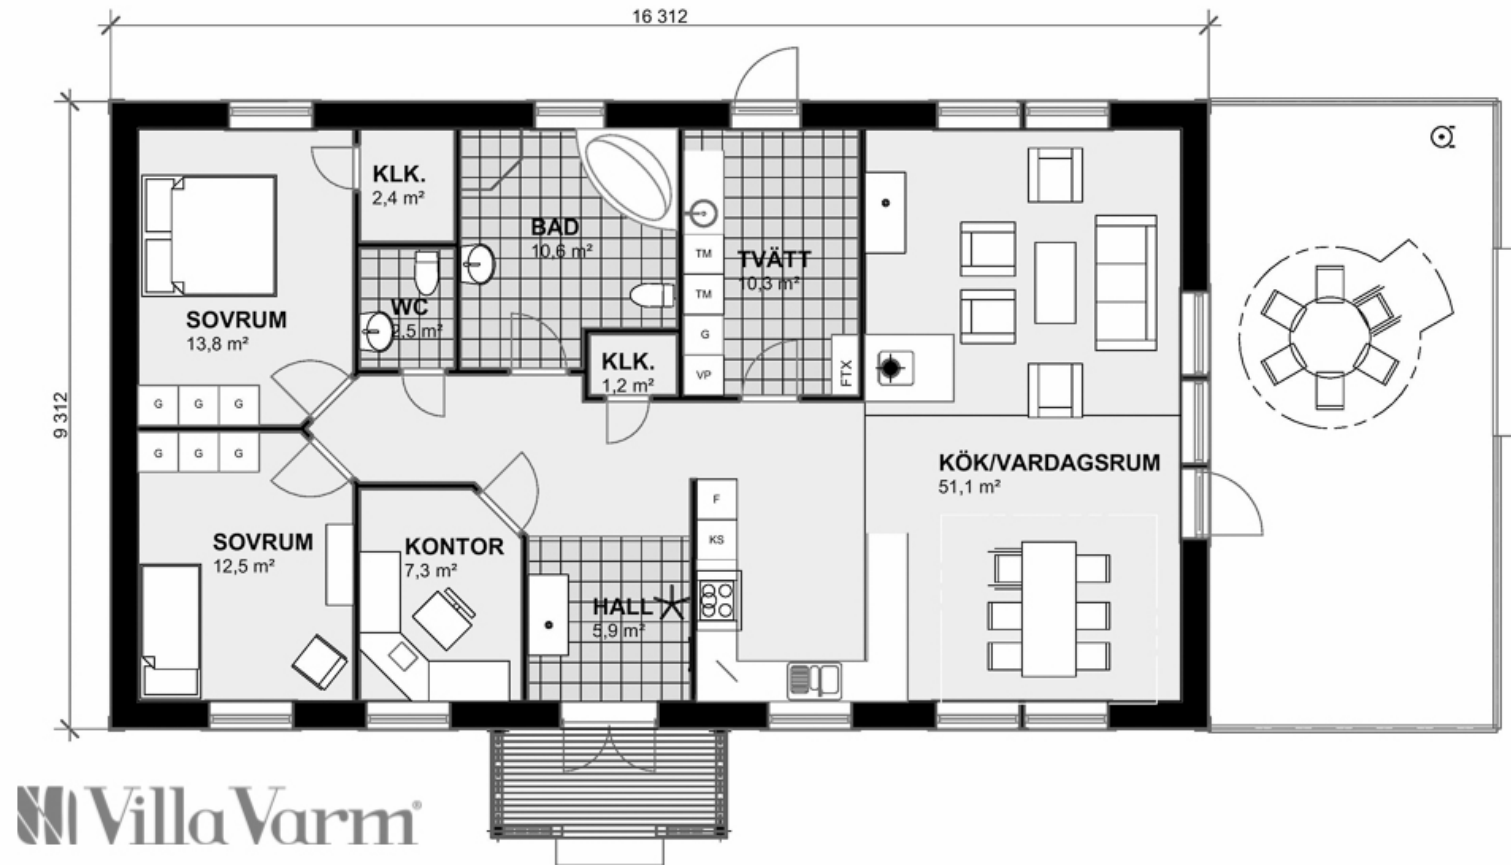 16 312
9 312
KLK.
2,4 m²
BAD
10,6 m²
TM
TVÄTT
10,3 m²
TM
WC
2,5 m²
SOVRUM
13,8 m²
G
KLK.
1,2 m²
VP
FTX
G G G
G G G
KÖK/VARDAGSRUM
51,1 m²
F
KS
SOVRUM
12,5 m²
KONTOR
7,3 m²
HALL
5,9 m²
VillaVarm®